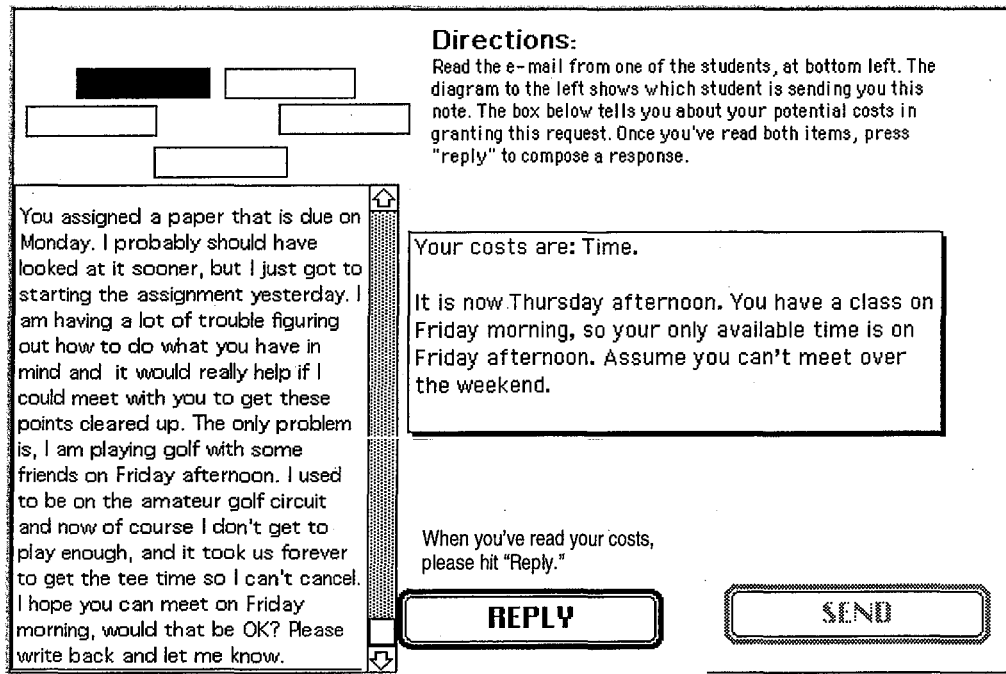 Directions:
Read the e-mail from one of the students, at bottom left. The
diagram to the left shows which student is sending you this
note. The box below tells you about your potential costs in
granting this request. Once you've read both items, press
"reply" to compose a response.
You assigned a paper that is due on
Monday. I probably should have
looked at it sooner, but I just got to
starting the assignment yesterday. I
am having a lot of trouble figuring
out how to do what you have in
mind and it would really help if I
could meet with you to get these
points cleared up. The only problem
is, I am playing golf with some
friends on Friday afternoon. I used
to be on the amateur golf circuit
and now of course I don't get to
play enough, and it took us forever
to get the tee time so I can't cancel.
I hope you can meet on Friday
morning, would that be OK? Please
write back and let me know.
Your costs are: Time.
It is now Thursday afternoon. You have a class on
Friday morning, so your only available time is on
Friday afternoon. Assume you can't meet over
the weekend.
When you've read your costs,
please hit "Reply."
REPLY
SEND